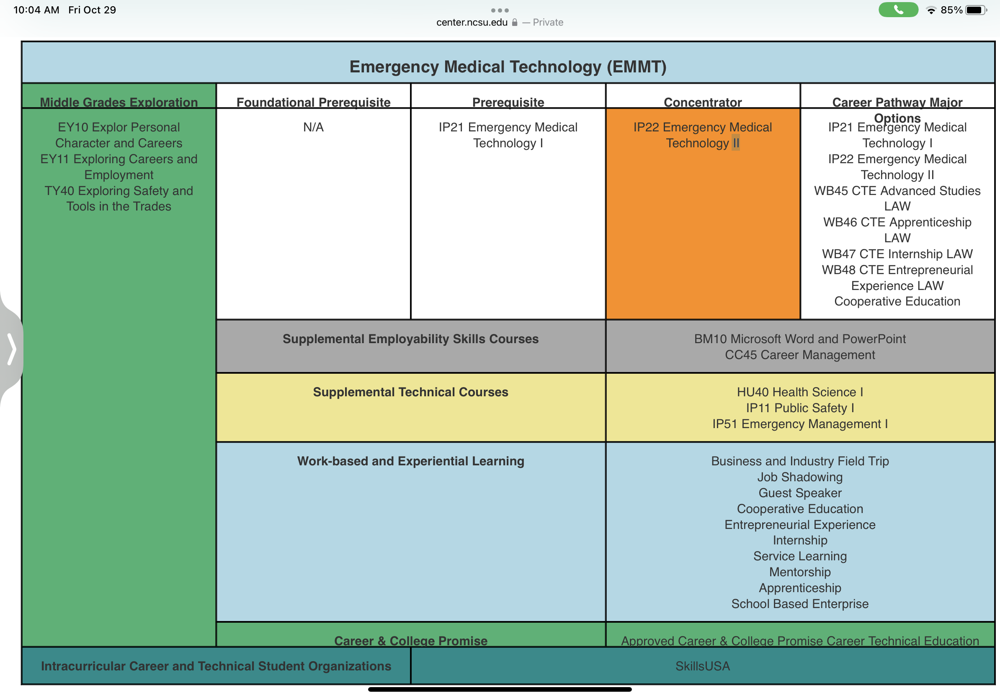 10:04 AM Fri Oct 29
85%
center.ncsu.edu — Private
Emergency Medical Technology (EMMT)
Middle Grades Exploration
Foundational Prerequisite
Prerequisite
Concentrator
Career Pathway Major
Options
EY10 Explor Personal
Character and Careers
EY11 Exploring Careers and
Employment
TY40 Exploring Safety and
Tools in the Trades
N/A
IP21 Emergency Medical
Technology I
IP22 Emergency Medical
Technology II
IP21 Emergency Medical
Technology I
IP22 Emergency Medical
Technology II
WB45 CTE Advanced Studies
LAW
WB46 CTE Apprenticeship
LAW
WB47 CTE Internship LAW
WB48 CTE Entrepreneurial
Experience LAW
Cooperative Education
Supplemental Employability Skills Courses
BM10 Microsoft Word and PowerPoint
CC45 Career Management
Supplemental Technical Courses
HU40 Health Science I
IP11 Public Safety I
IP51 Emergency Management I
Work-based and Experiential Learning
Business and Industry Field Trip
Job Shadowing
Guest Speaker
Cooperative Education
Entrepreneurial Experience
Internship
Service Learning
Mentorship
Apprenticeship
School Based Enterprise
Career & College Promise
Approved Career & College Promise Career Technical Education
Intracurricular Career and Technical Student Organizations
SkillsUSA